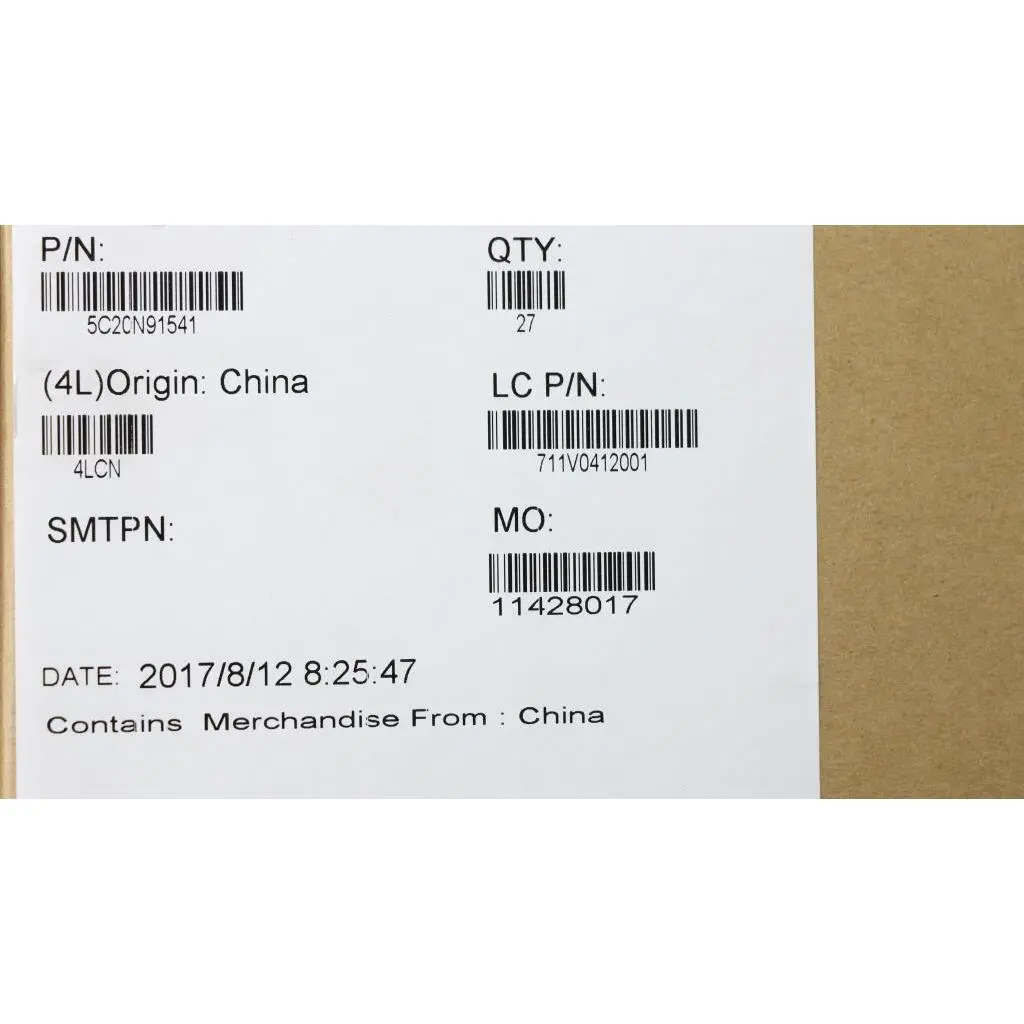 P/N: QTY:
5C20N91541 27
(4L)Origin: China LC P/N:
4LCN 711V0412001
SMTPN: MO:
11428017
DATE: 2017/8/12 8:25:47
Contains Merchandise From : China